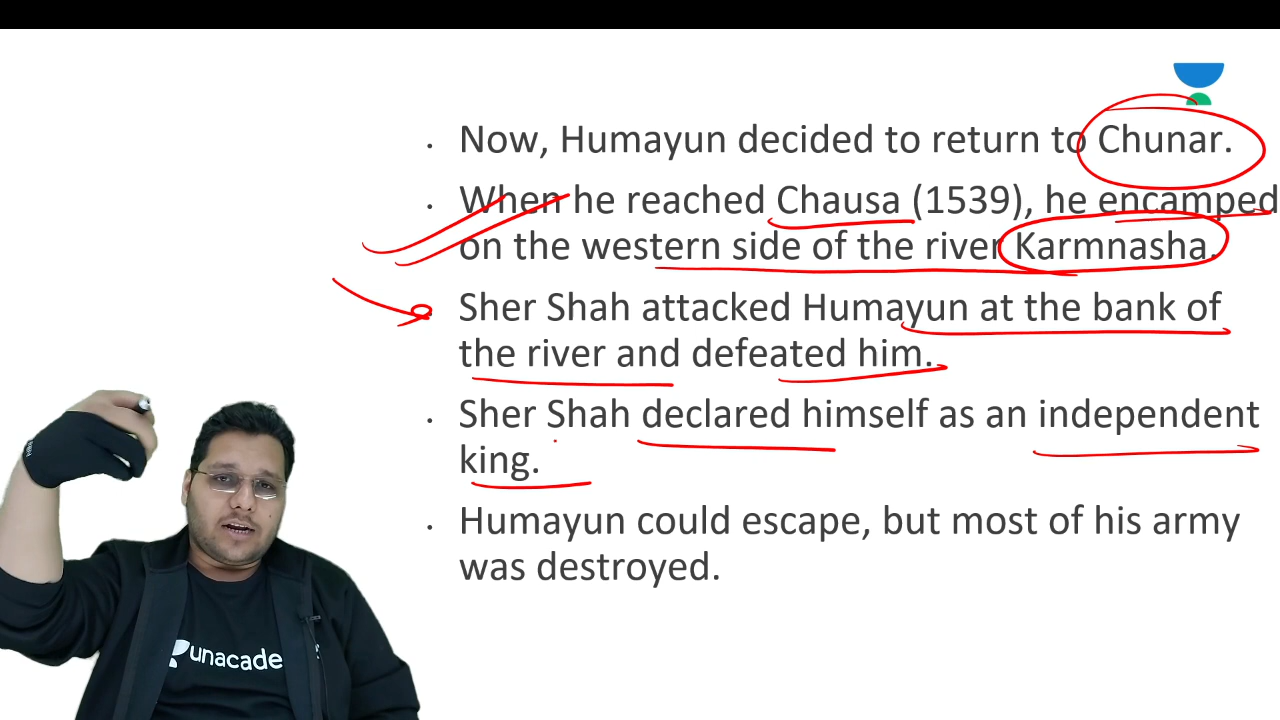 • Now, Humayun decided to return to Chunar.
• When he reached Chausa (1539), he encamped
on the western side of the river Karmnasha.
• Sher Shah attacked Humayun at the bank of
the river and defeated him.
• Sher Shah declared himself as an independent
king.
• Humayun could escape, but most of his army
was destroyed.
unacade